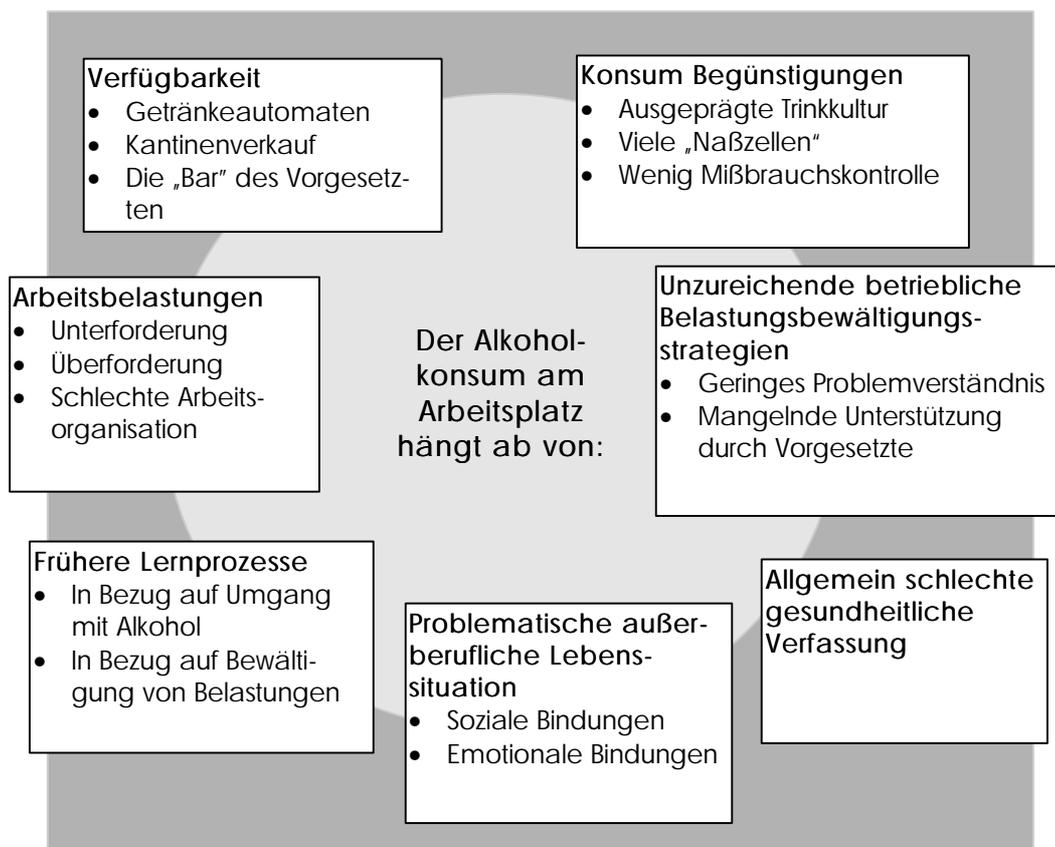 Verfügbarkeit
• Getränkeautomaten
• Kantinenverkauf
• Die „Bar" des Vorgesetz-
ten
Konsum Begünstigungen
• Ausgeprägte Trinkkultur
• Viele „Naßzellen"
• Wenig Mißbrauchskontrolle
Arbeitsbelastungen
• Unterforderung
• Überforderung
• Schlechte Arbeits-
organisation
Der Alkohol-
konsum am
Arbeitsplatz
hängt ab von:
Unzureichende betriebliche
Belastungsbewältigungs-
strategien
• Geringes Problemverständnis
• Mangelnde Unterstützung
durch Vorgesetzte
Frühere Lernprozesse
• In Bezug auf Umgang
mit Alkohol
• In Bezug auf Bewälti-
gung von Belastungen
Problematische außer-
berufliche Lebens-
situation
• Soziale Bindungen
• Emotionale Bindungen
Allgemein schlechte
gesundheitliche
Verfassung